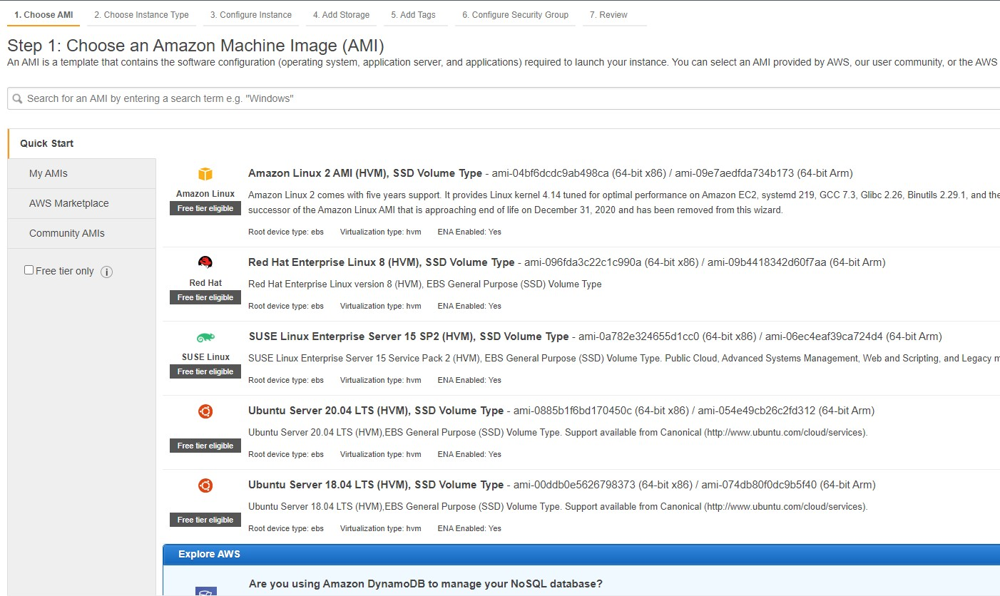 1. Choose AMI 2. Choose Instance Type 3. Configure Instance 4. Add Storage 5. Add Tags 6. Configure Security Group 7. Review
Step 1: Choose an Amazon Machine Image (AMI)
An AMI is a template that contains the software configuration (operating system, application server, and applications) required to launch your instance. You can select an AMI provided by AWS, our user community, or the AWS
Search for an AMI by entering a search term e.g. "Windows"
Quick Start
My AMIs
AWS Marketplace
Community AMIs
Free tier only
Amazon Linux
Free tier eligible
Amazon Linux 2 AMI (HVM), SSD Volume Type - ami-04bf6dcdc9ab498ca (64-bit x86) / ami-09e7aedfda734b173 (64-bit Arm)
Amazon Linux 2 comes with five years support. It provides Linux kernel 4.14 tuned for optimal performance on Amazon EC2, systemd 219, GCC 7.3, Glibc 2.26, Binutils 2.29.1, and the
successor of the Amazon Linux AMI that is approaching end of life on December 31, 2020 and has been removed from this wizard.
Root device type: ebs Virtualization type: hvm ENA Enabled: Yes
Red Hat
Free tier eligible
Red Hat Enterprise Linux 8 (HVM), SSD Volume Type - ami-096fda3c22c1c990a (64-bit x86) / ami-09b4418342d60f7aa (64-bit Arm)
Red Hat Enterprise Linux version 8 (HVM), EBS General Purpose (SSD) Volume Type
Root device type: ebs Virtualization type: hvm ENA Enabled: Yes
SUSE Linux
Free tier eligible
SUSE Linux Enterprise Server 15 SP2 (HVM), SSD Volume Type - ami-0a782e324655d1cc0 (64-bit x86) / ami-06ec4eaf39ca724d4 (64-bit Arm)
SUSE Linux Enterprise Server 15 Service Pack 2 (HVM), EBS General Purpose (SSD) Volume Type. Public Cloud, Advanced Systems Management, Web and Scripting, and Legacy
Root device type: ebs Virtualization type: hvm ENA Enabled: Yes
Free tier eligible
Ubuntu Server 20.04 LTS (HVM), SSD Volume Type - ami-0885b1f6bd170450c (64-bit x86) / ami-054e49cb26c2fd312 (64-bit Arm)
Ubuntu Server 20.04 LTS (HVM),EBS General Purpose (SSD) Volume Type. Support available from Canonical (http://www.ubuntu.com/cloud/services).
Root device type: ebs Virtualization type: hvm ENA Enabled: Yes
Free tier eligible
Ubuntu Server 18.04 LTS (HVM), SSD Volume Type - ami-00ddb0e5626798373 (64-bit x86) / ami-074db80f0dc9b5f40 (64-bit Arm)
Ubuntu Server 18.04 LTS (HVM),EBS General Purpose (SSD) Volume Type. Support available from Canonical (http://www.ubuntu.com/cloud/services).
Root device type: ebs Virtualization type: hvm ENA Enabled: Yes
Explore AWS
Are you using Amazon DynamoDB to manage your NoSQL database?